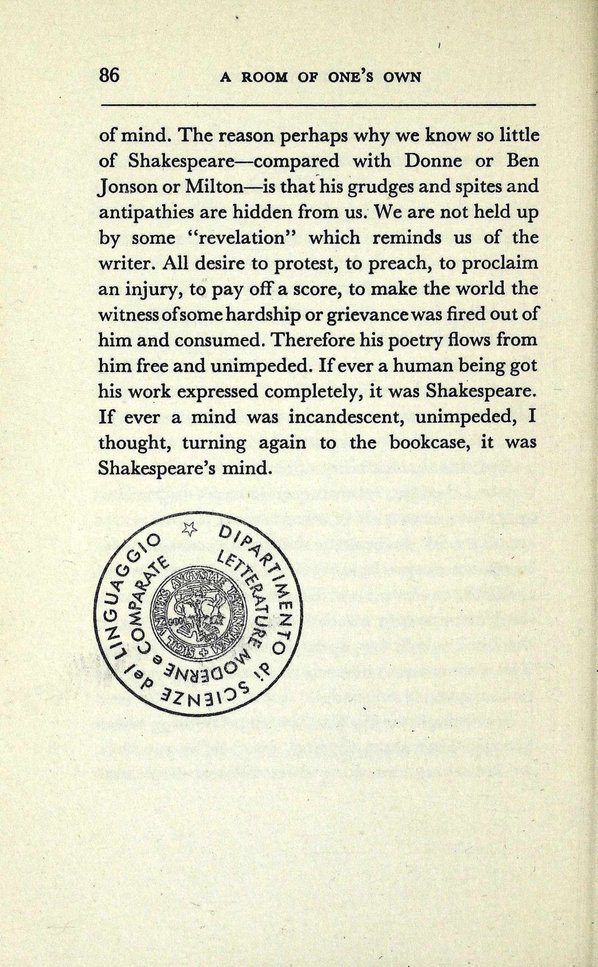 86
A ROOM OF ONE'S OWN
of mind. The reason perhaps why we know so little
of Shakespeare—compared with Donne or Ben
Jonson or Milton—is that his grudges and spites and
antipathies are hidden from us. We are not held up
by some “revelation” which reminds us of the
writer. All desire to protest, to preach, to proclaim
an injury, to pay off a score, to make the world the
witness of some hardship or grievance was fired out of
him and consumed. Therefore his poetry flows from
him free and unimpeded. If ever a human being got
his work expressed completely, it was Shakespeare.
If ever a mind was incandescent, unimpeded, I
thought, turning again to the bookcase, it was
Shakespeare's mind.
DIPARTIMENTO di SCIENZE del LINGUAGGIO
LETTERATURE MODERNE e COMPARATE